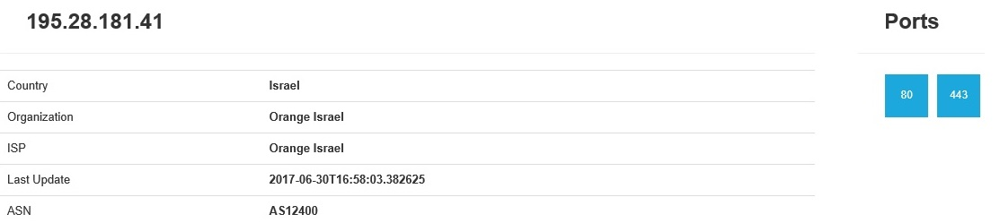 195.28.181.41
Ports
80 443
Country Israel
Organization Orange Israel
ISP Orange Israel
Last Update 2017-06-30T16:58:03.382625
ASN AS12400